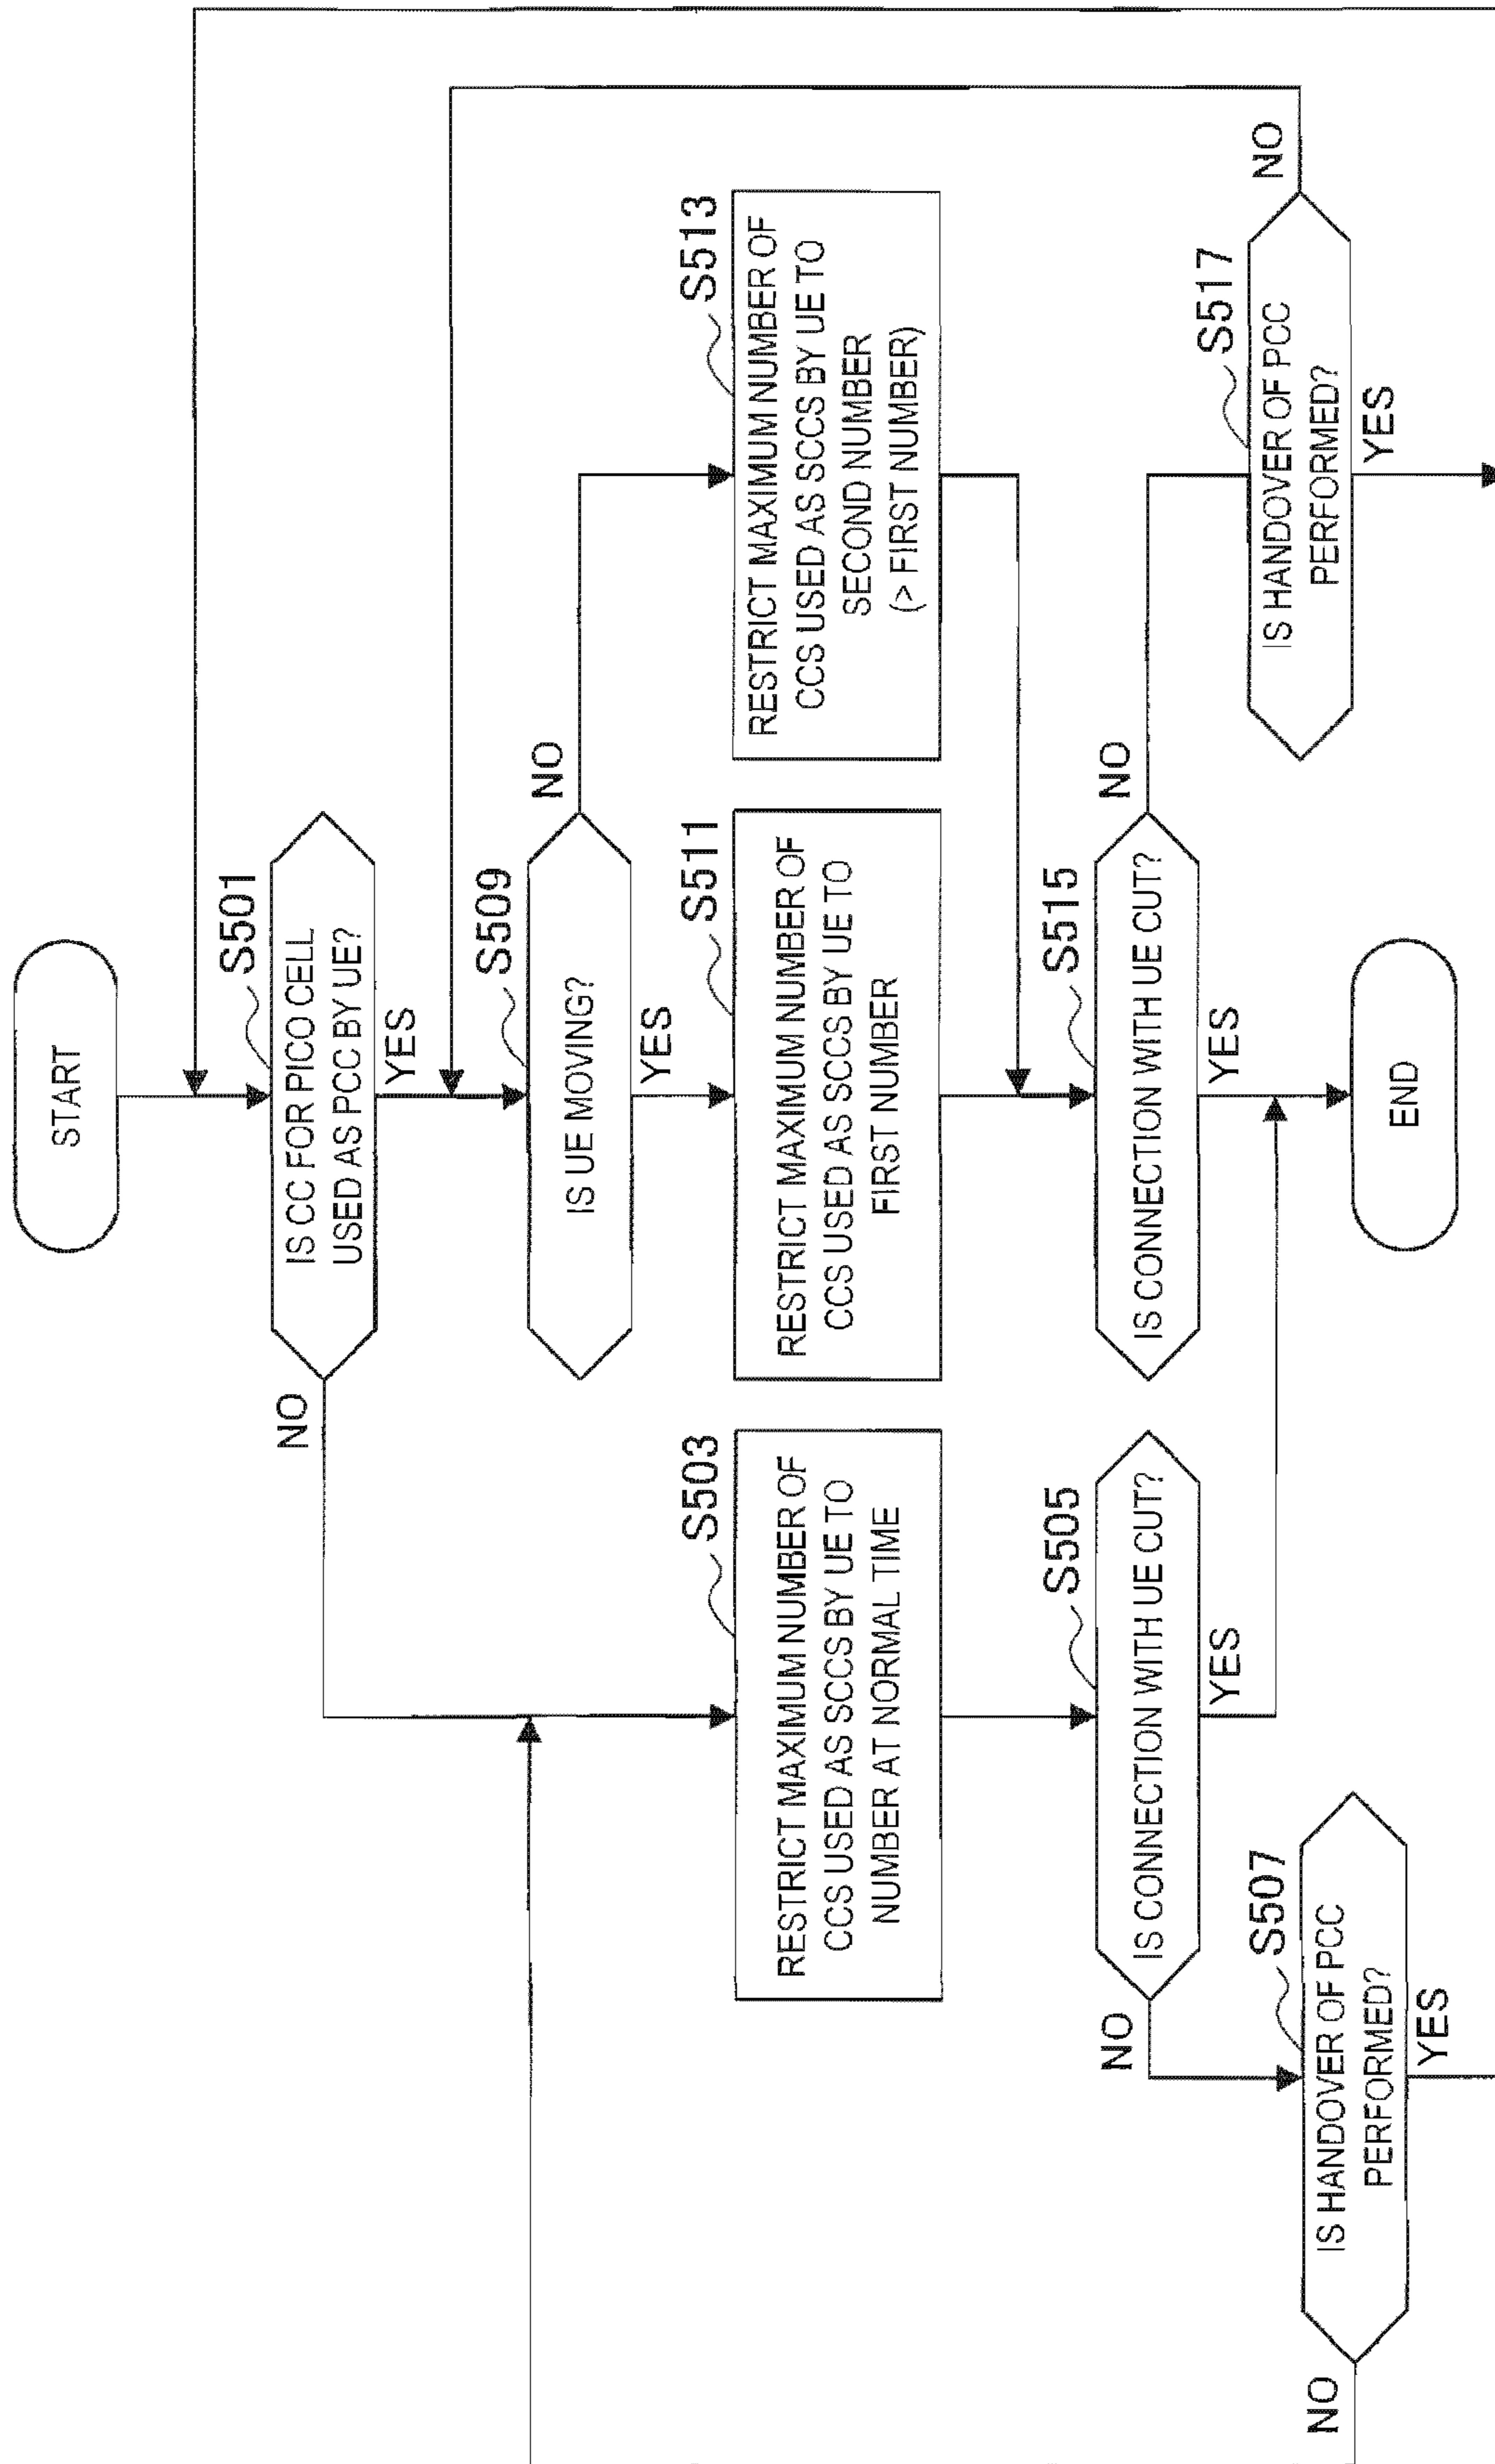 START
S501
IS CC FOR PICO CELL
USED AS PCC BY UE?
NO
YES
S509
IS UE MOVING?
NO
YES
S503
RESTRICT MAXIMUM NUMBER OF
CCS USED AS SCCS BY UE TO
NUMBER AT NORMAL TIME
S511
RESTRICT MAXIMUM NUMBER OF
CCS USED AS SCCS BY UE TO
FIRST NUMBER
S513
RESTRICT MAXIMUM NUMBER OF
CCS USED AS SCCS BY UE TO
SECOND NUMBER
(> FIRST NUMBER)
S505
IS CONNECTION WITH UE CUT?
NO
YES
S515
IS CONNECTION WITH UE CUT?
NO
YES
S507
IS HANDOVER OF PCC
PERFORMED?
NO
YES
S517
IS HANDOVER OF PCC
PERFORMED?
NO
YES
END